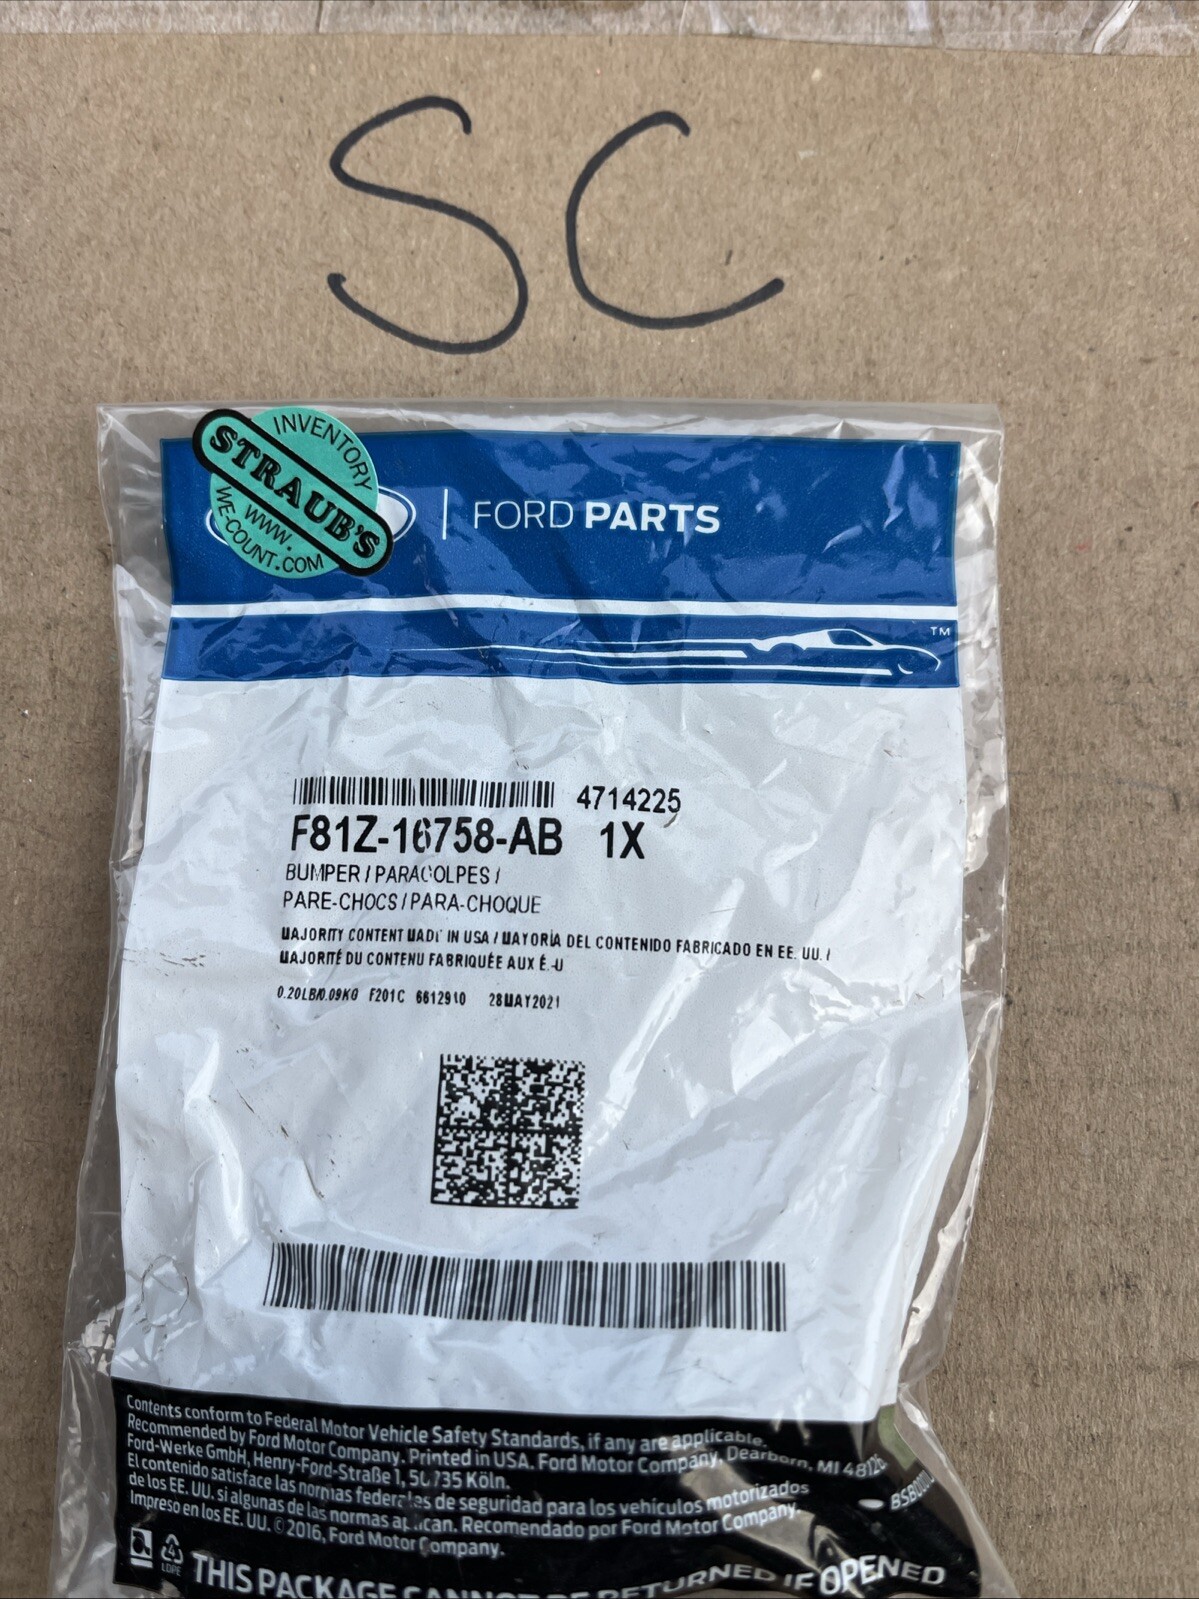 SC
INVENTORY
STRAUB'S
WWW.
WE-COUNT.COM
FORD PARTS
TM
4714225
F81Z-16758-AB 1X
BUMPER / PARAGOLPES /
PARE-CHOCS / PARA-CHOQUE
MAJORITY CONTENT MADE IN USA / MAYORÍA DEL CONTENIDO FABRICADO EN EE. UU. /
MAJORITÉ DU CONTENU FABRIQUÉE AUX É.-U
0.20LB/0.09KG F201C 6612910 28MAY2021
Contents conform to Federal Motor Vehicle Safety Standards, if any are applicable.
Recommended by Ford Motor Company. Printed in USA. Ford Motor Company, Dearborn, MI 48126
Ford-Werke GmbH, Henry-Ford-Straße 1, 50735 Köln.
El contenido satisface las normas federales de seguridad para los vehículos motorizados
de los EE. UU. si algunas de las normas aplican. Recomendado por Ford Motor Company.
Impreso en los EE. UU. © 2016, Ford Motor Company.
4
LDPE
THIS PACKAGE CANNOT BE RETURNED IF OPENED